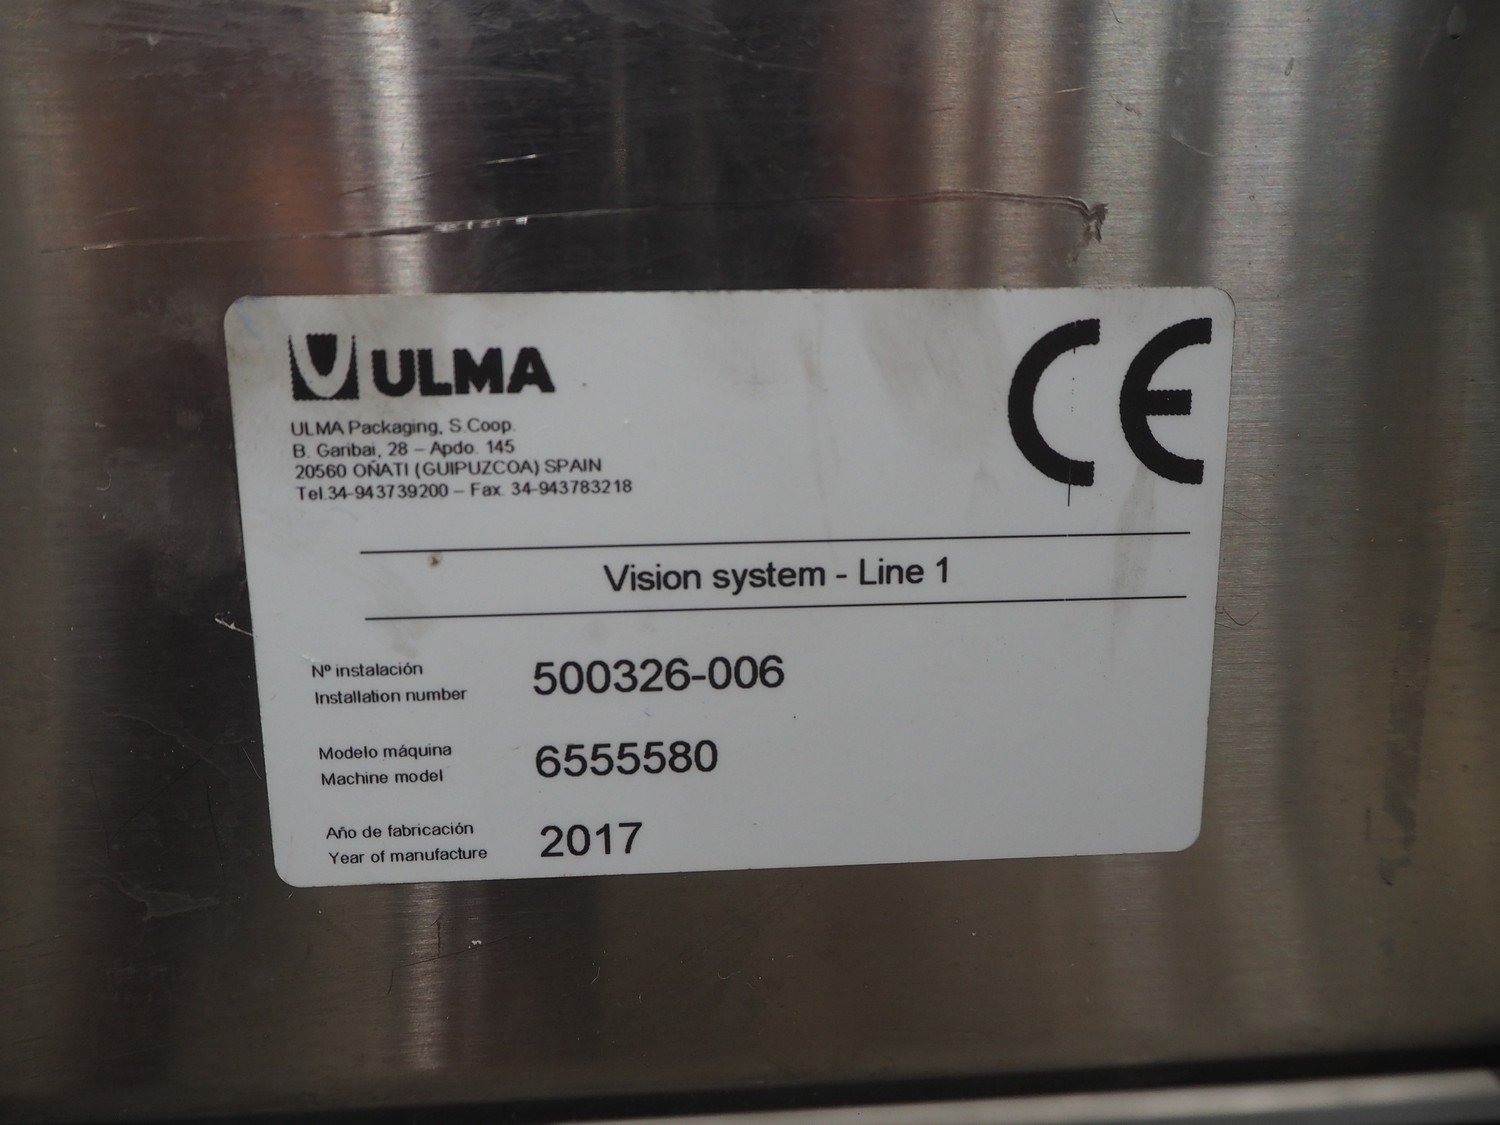 ULMA
CE
ULMA Packaging, S.Coop.
B. Garibai, 28 – Apdo. 145
20560 OÑATI (GUIPUZCOA) SPAIN
Tel.34-943739200 – Fax. 34-943783218
Vision system - Line 1
Nº instalación
Installation number
500326-006
Modelo máquina
Machine model
6555580
Año de fabricación
Year of manufacture
2017